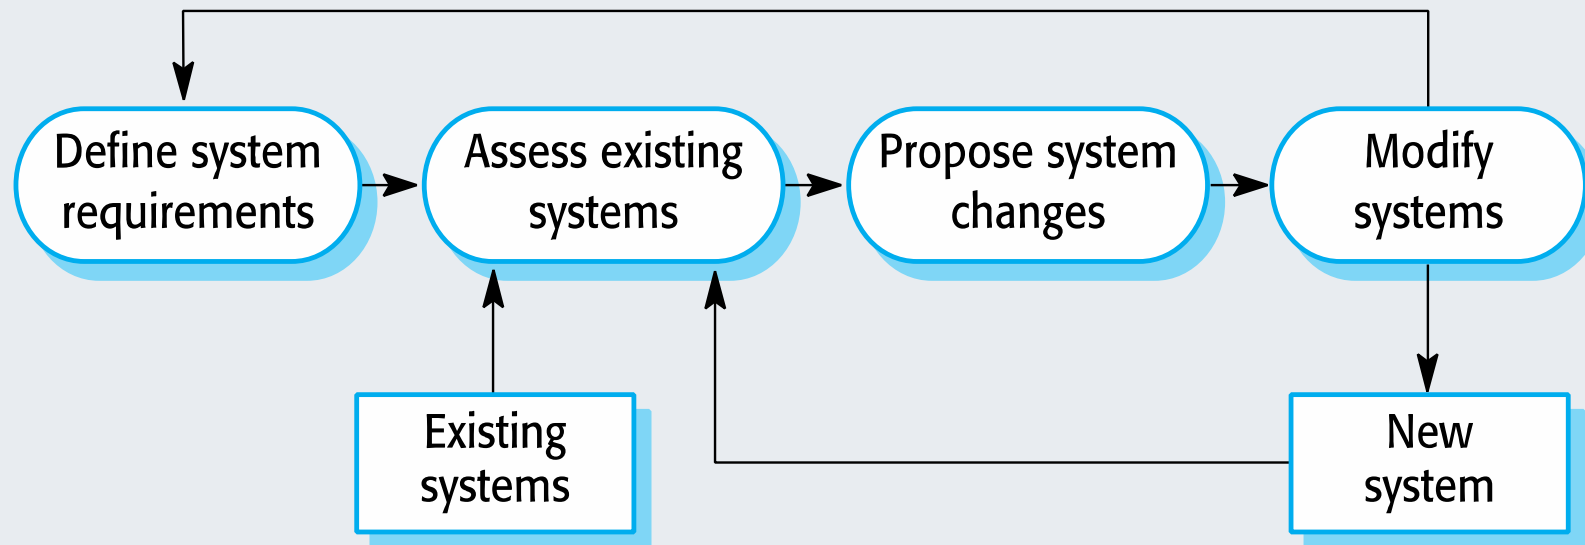 Define system
requirements
Assess existing
systems
Propose system
changes
Modify
systems
Existing
systems
New
system